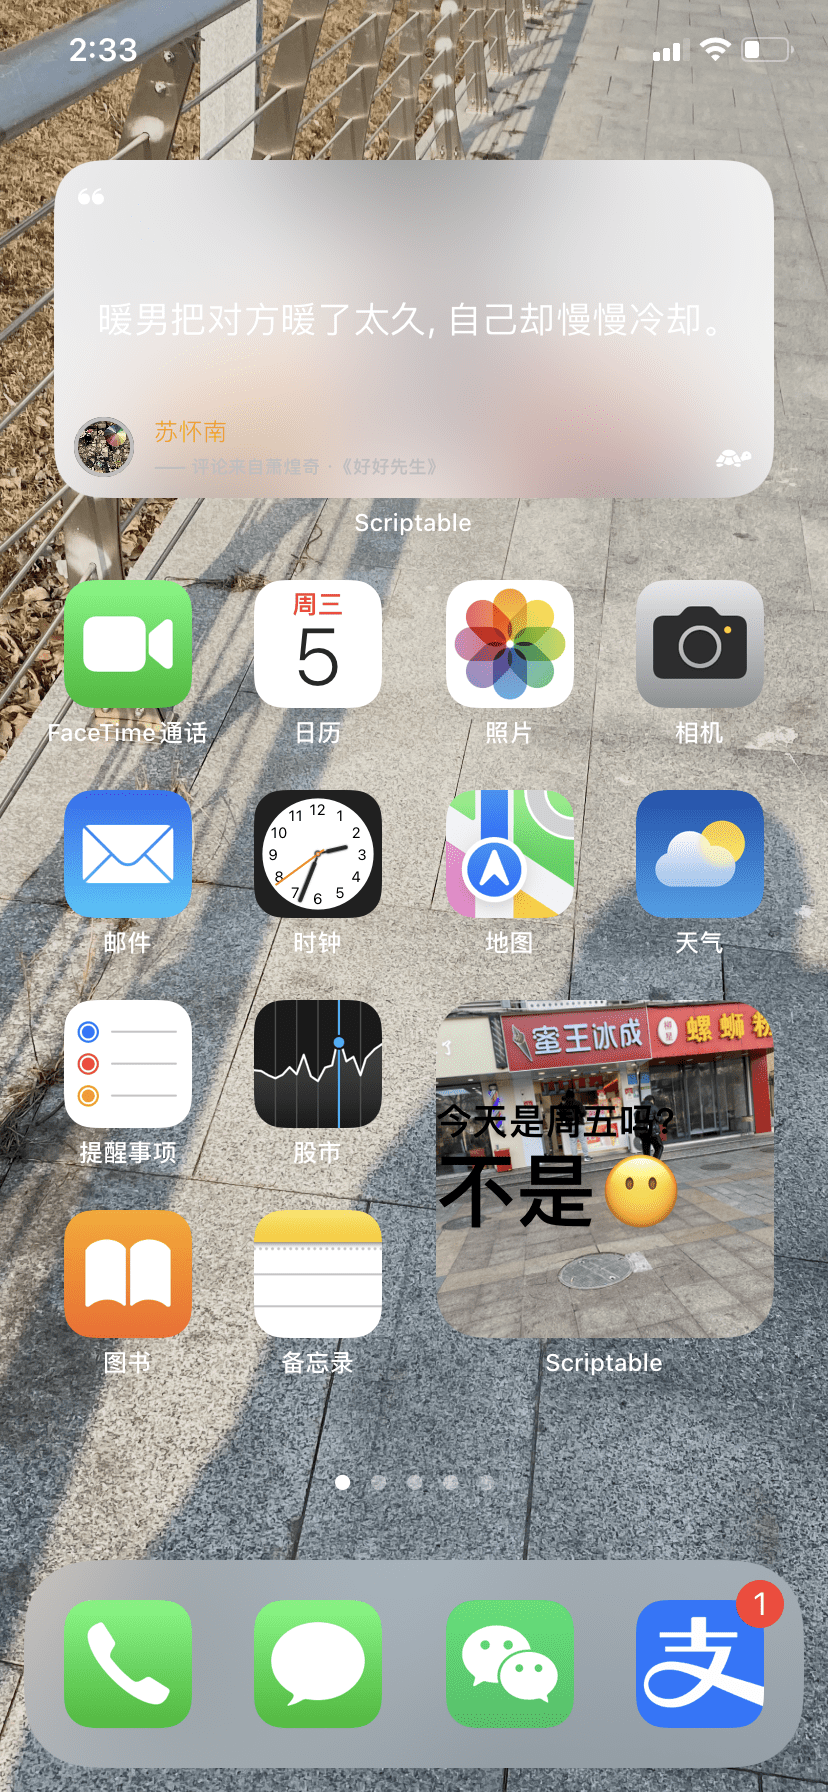 2:33
“
暖男把对方暖了太久, 自己却慢慢冷却。
苏怀南
—— 评论来自萧煌奇 ·《好好先生》
Scriptable
周三
5
FaceTime通话
日历
照片
相机
12
11
1
10
2
9
3
8
4
7
5
6
邮件
时钟
地图
天气
提醒事项
股市
了
蜜王冰成
螺蛳粉
今天是周五吗?
不是😶
图书
备忘录
Scriptable
1
支